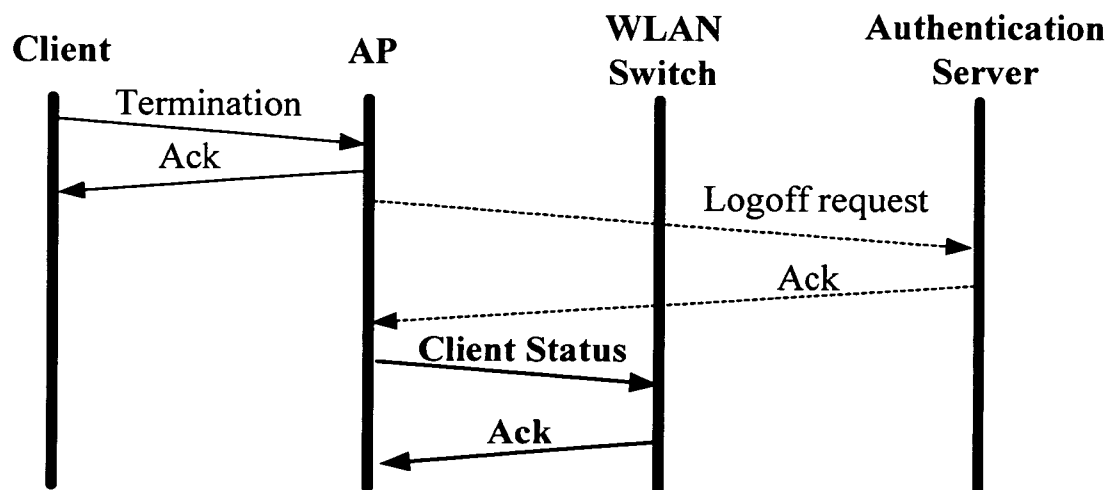 Client
AP
WLAN
Switch
Authentication
Server
Termination
Ack
Logoff request
Ack
Client Status
Ack